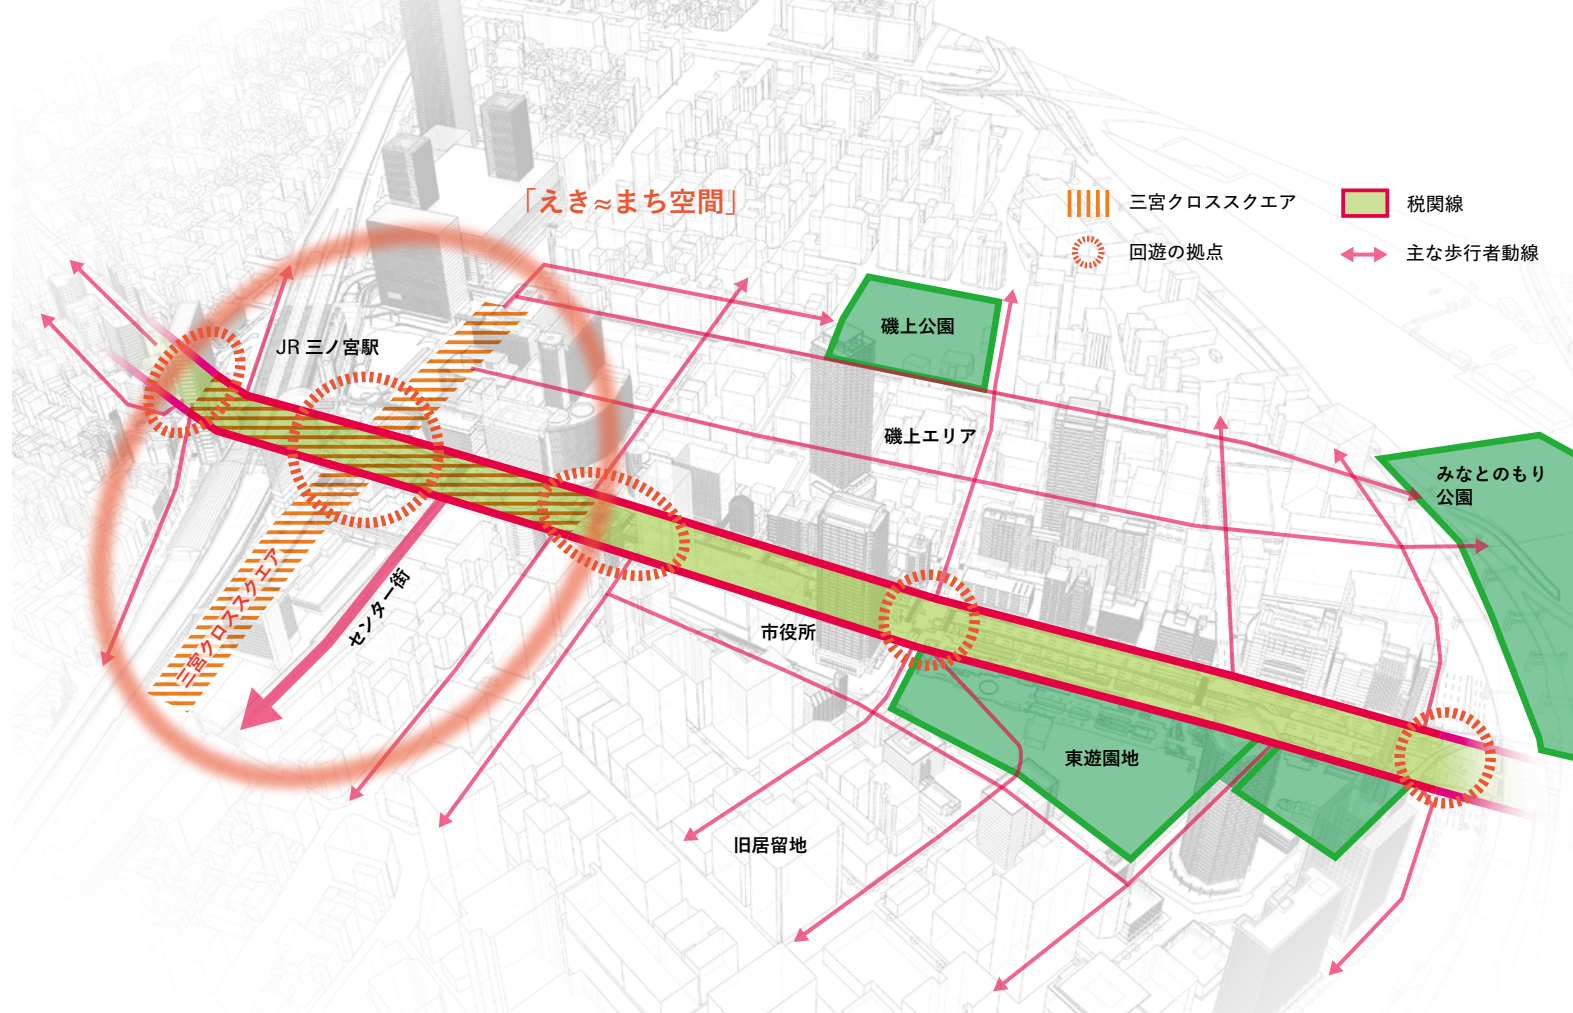 「えき≈まち空間」
三宮クロススクエア
税関線
回遊の拠点
主な歩行者動線
JR 三ノ宮駅
磯上公園
磯上エリア
みなとのもり
公園
三宮クロススクエア
センター街
市役所
東遊園地
旧居留地